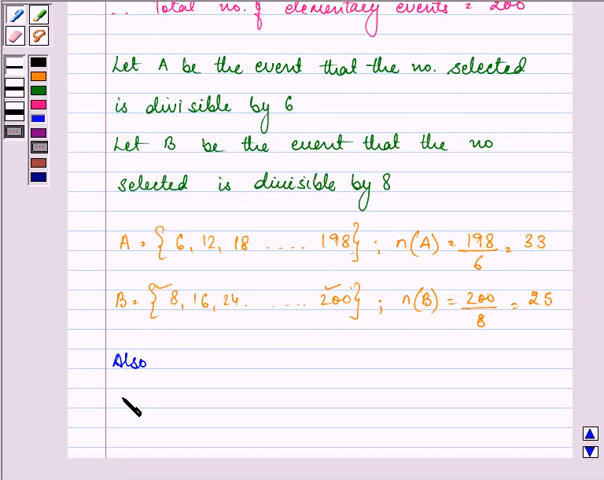 ∴ Total no. of elementary events = 200
Let A be the event that the no. selected
is divisible by 6
Let B be the event that the no
selected is divisible by 8
A = { 6, 12, 18 ..... 198} ; n(A) = 198/6 = 33
B = { 8, 16, 24. .... 200} ; n(B) = 200/8 = 25
Also